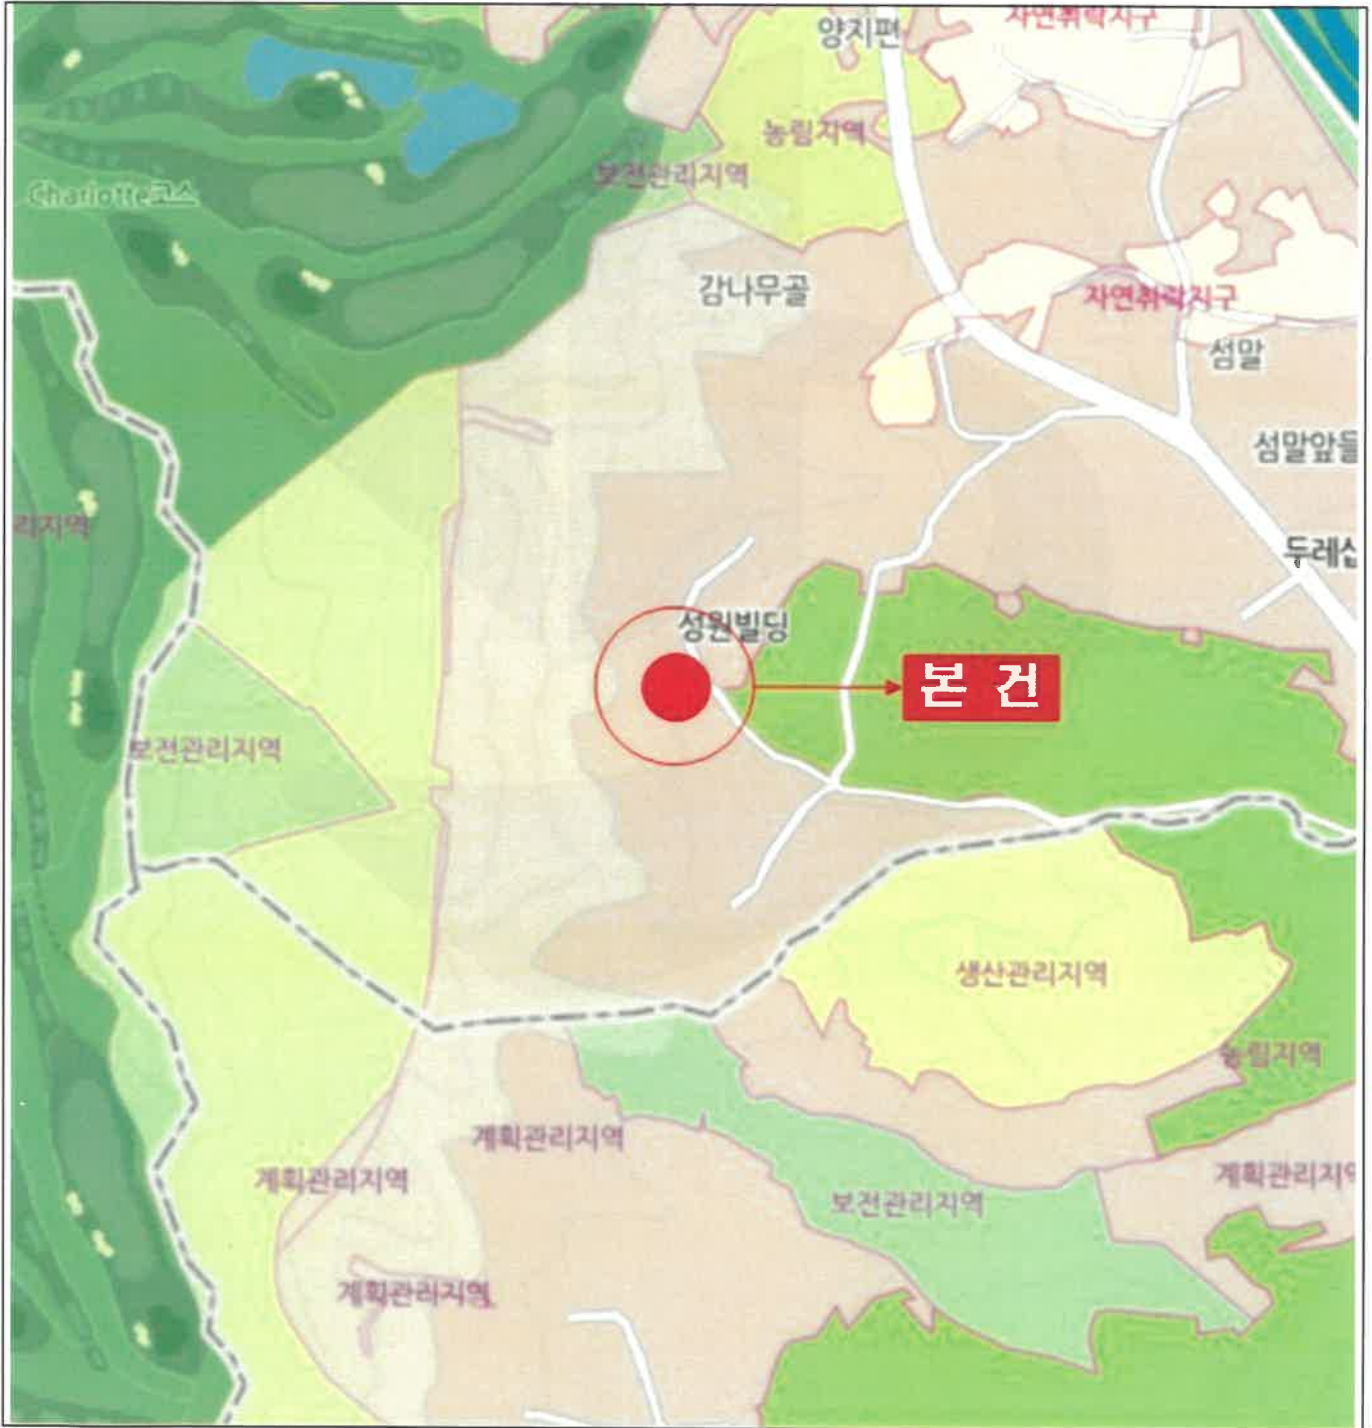 양지편
자연취락지구
농림지역
보전관리지역
Charlotte코스
감나무골
자연취락지구
섬말
섬말앞들
리지역
두레
성원빌딩
본 건
보전관리지역
생산관리지역
농림지역
계획관리지역
계획관리지역
계획관리지역
보전관리지역
계획관리지역